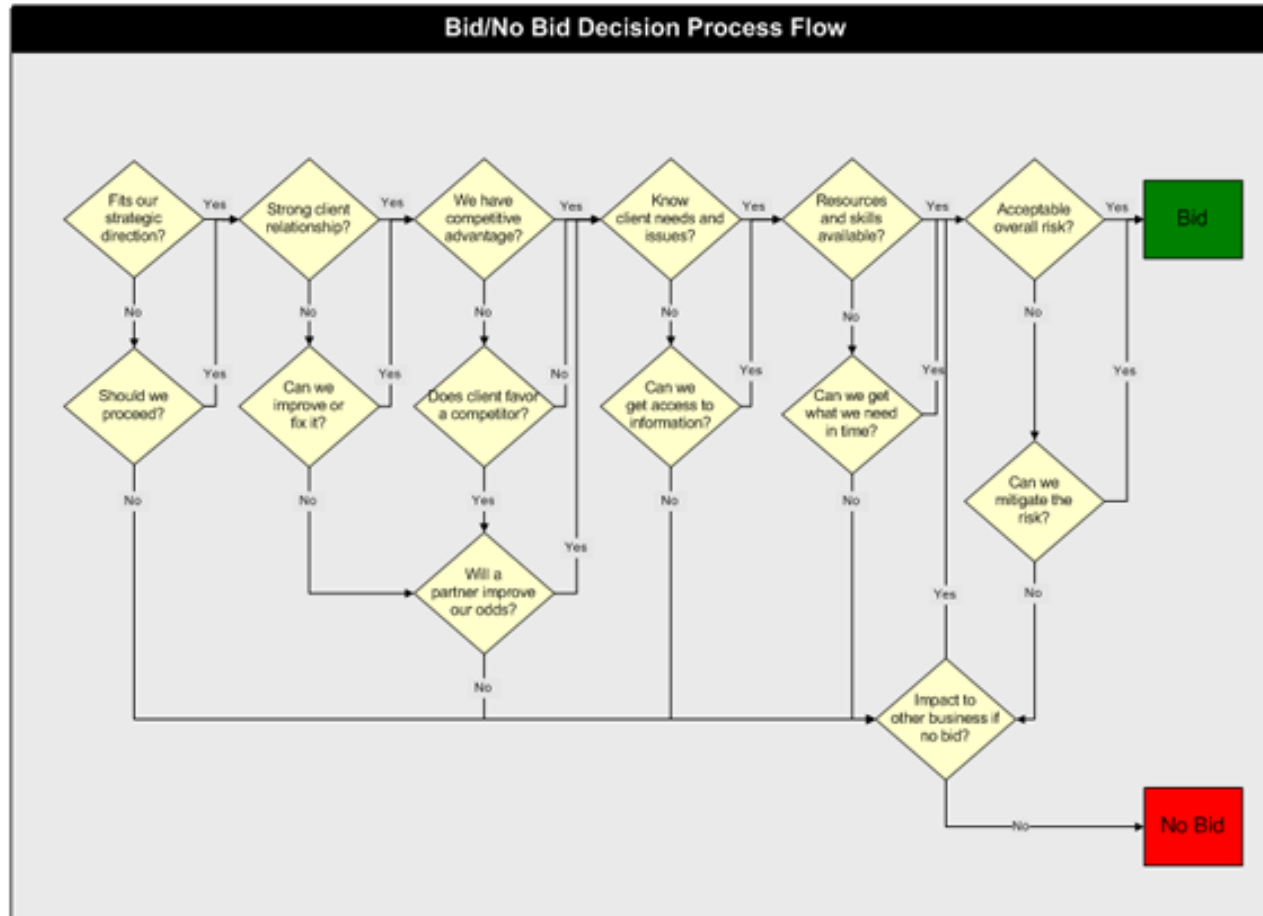 Bid/No Bid Decision Process Flow
Fits our
strategic
direction?
Yes
Strong client
relationship?
Yes
We have
competitive
advantage?
Yes
Know
client needs and
issues?
Yes
Resources
and skills
available?
Yes
Acceptable
overall risk?
Yes
Bid
No
No
No
No
No
No
Should we
proceed?
Yes
Can we
improve or
fix it?
Yes
Does client favor
a competitor?
No
Can we
get access to
information?
Yes
Can we get
what we need
in time?
Yes
Yes
No
No
Yes
No
No
Can we
mitigate the
risk?
Will a
partner improve
our odds?
Yes
Yes
No
No
Impact to
other business if
no bid?
No
No Bid